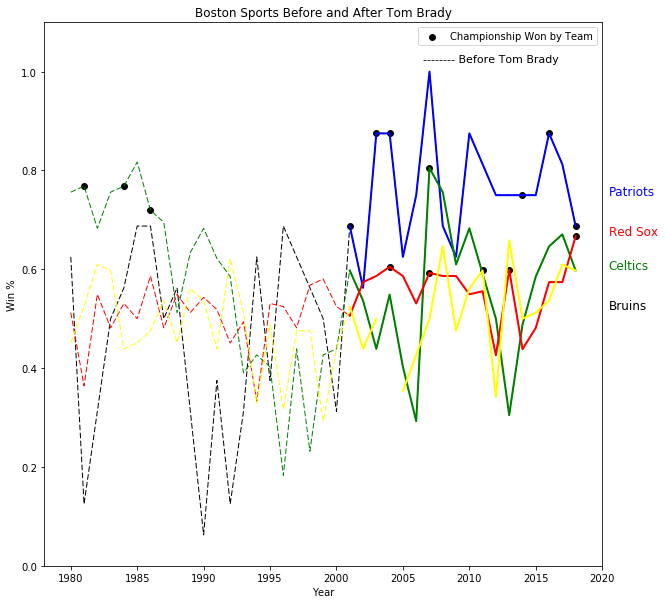 Boston Sports Before and After Tom Brady
Championship Won by Team
-------- Before Tom Brady
Win %
1.0
0.8
0.6
0.4
0.2
0.0
Patriots
Red Sox
Celtics
Bruins
1980 1985 1990 1995 2000 2005 2010 2015 2020
Year